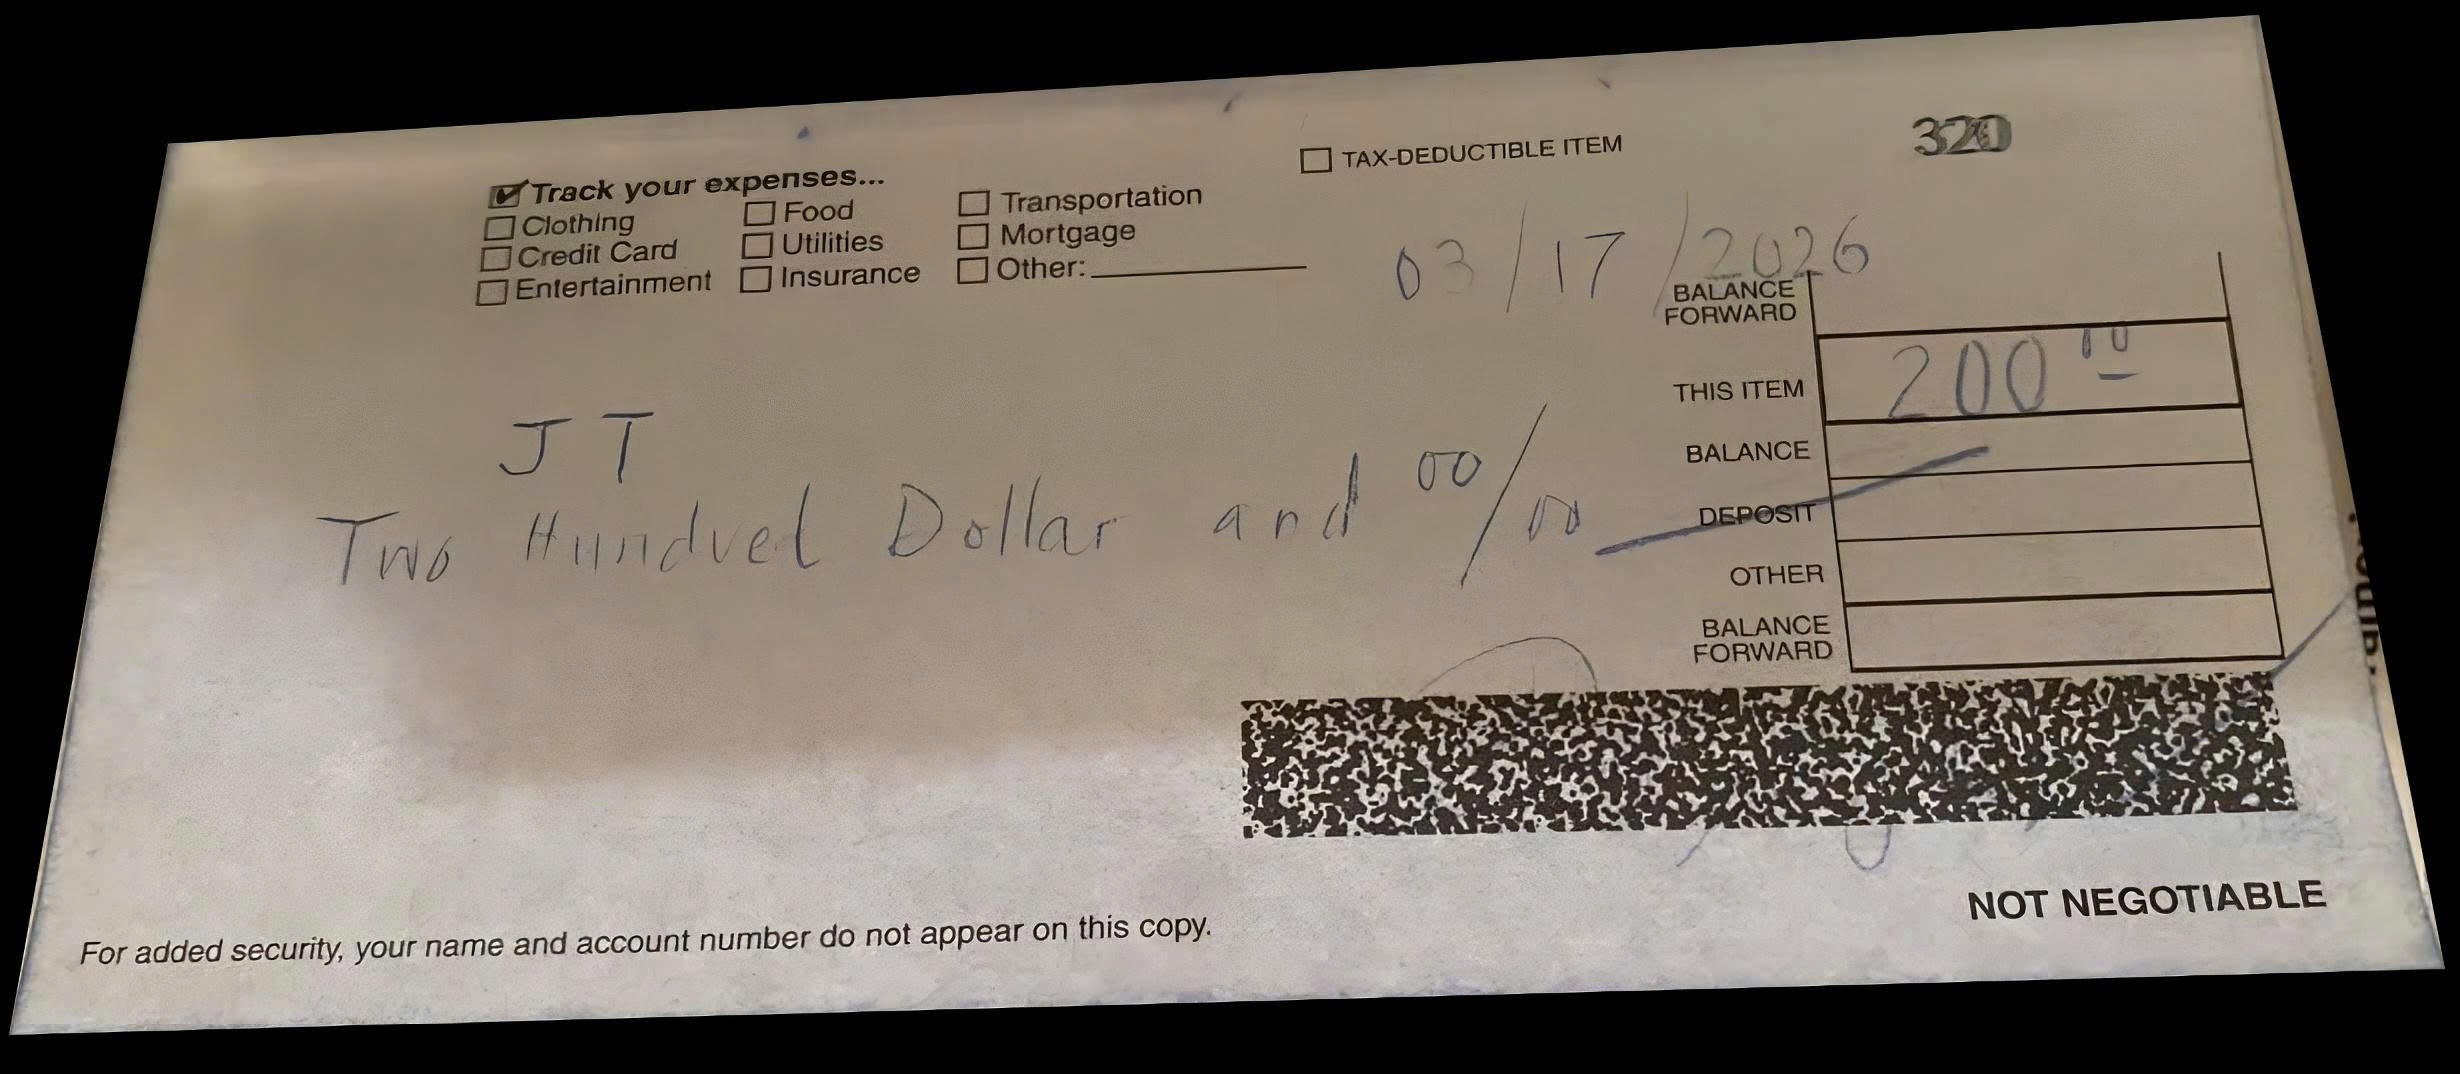 ☐ TAX-DEDUCTIBLE ITEM
320
☑ Track your expenses...
☐ Clothing ☐ Food ☐ Transportation
☐ Credit Card ☐ Utilities ☐ Mortgage
☐ Entertainment ☐ Insurance ☐ Other:
03/17/2026
BALANCE FORWARD
THIS ITEM 200
J T
BALANCE
Two Hundred Dollar and 00/00
DEPOSIT
OTHER
BALANCE FORWARD
NOT NEGOTIABLE
For added security, your name and account number do not appear on this copy.